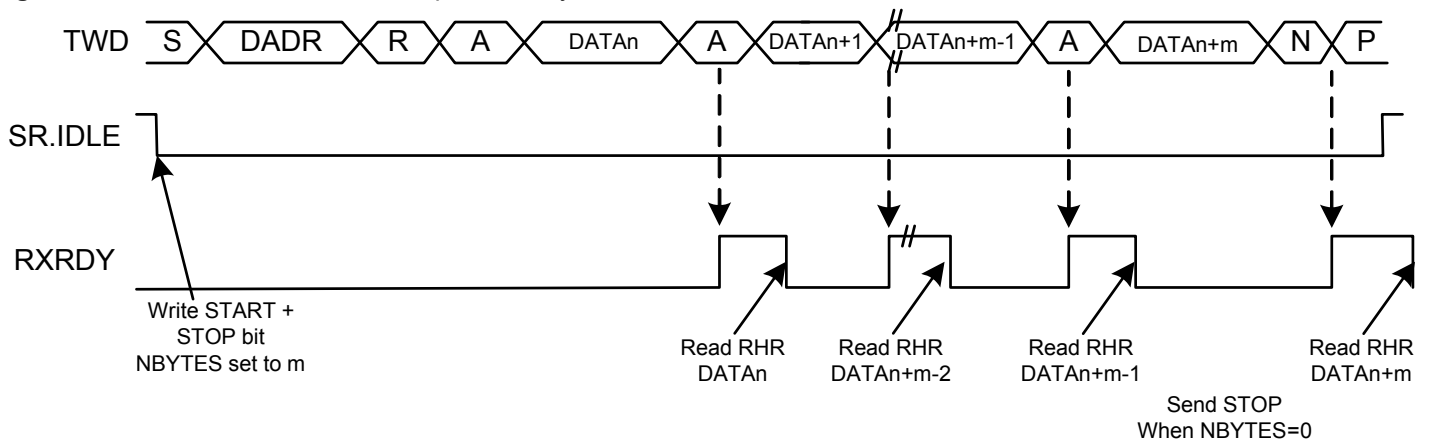 TWD S DADR R A DATAn A DATAn+1 DATAn+m-1 A DATAn+m N P
SR.IDLE
RXRDY
Write START +
STOP bit
NBYTES set to m
Read RHR
DATAn
Read RHR
DATAn+m-2
Read RHR
DATAn+m-1
Read RHR
DATAn+m
Send STOP
When NBYTES=0